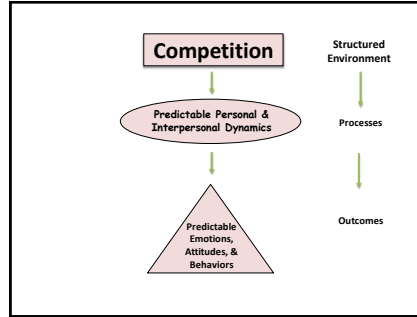 Competition
Structured
Environment
Predictable Personal &
Interpersonal Dynamics
Processes
Predictable
Emotions,
Attitudes, &
Behaviors
Outcomes